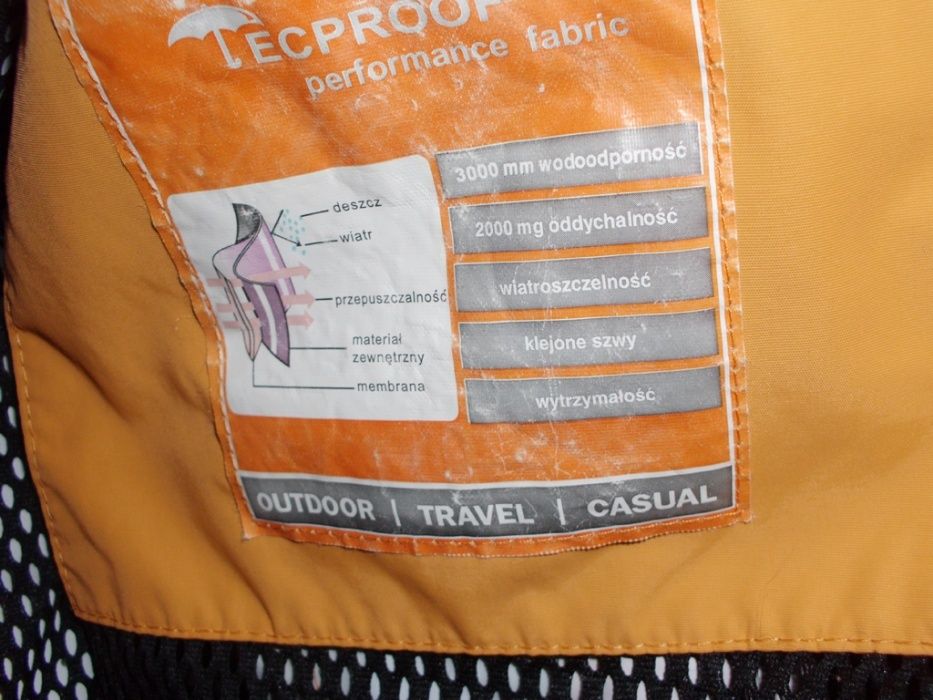 TECPROOF
performance fabric
3000 mm wodoodporność
2000 mg oddychalność
wiatroszczelność
klejone szwy
wytrzymałość
deszcz
wiatr
przepuszczalność
materiał
zewnętrzny
membrana
OUTDOOR | TRAVEL | CASUAL